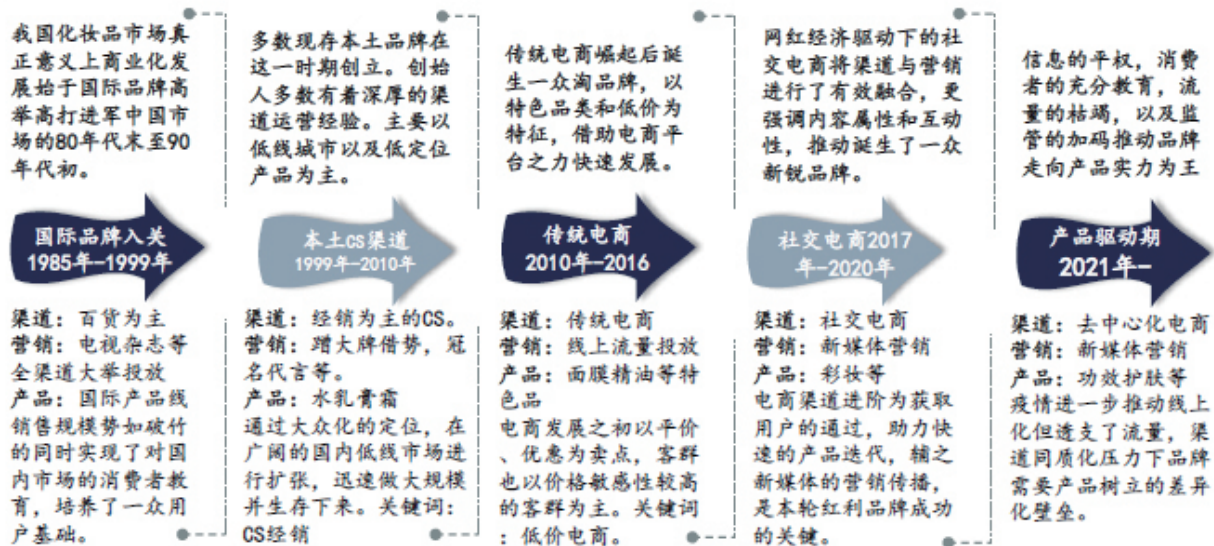 我国化妆品市场真
正意义上商业化发
展始于国际品牌高
举高打进军中国市
场的80年代末至90
年代初。
国际品牌入关
1985年-1999年
渠道：百货为主
营销：电视杂志等
全渠道大举投放
产品：国际产品线
销售规模势如破竹
的同时实现了对国
内市场的消费者教
育，培养了一众用
户基础。
多数现存本土品牌在
这一时期创立。创始
人多数有着深厚的渠
道运营经验。主要以
低线城市以及低定位
产品为主。
本土cs渠道
1999年-2010年
渠道：经销为主的CS。
营销：蹭大牌借势，冠
名代言等。
产品：水乳膏霜
通过大众化的定位，在
广阔的国内低线市场进
行扩张，迅速做大规模
并生存下来。关键词：
CS经销
传统电商崛起后诞
生一众淘品牌，以
特色品类和低价为
特征，借助电商平
台之力快速发展。
传统电商
2010年-2016
渠道：传统电商
营销：线上流量投放
产品：面膜精油等特
色品
电商发展之初以平价
、优惠为卖点，客群
也以价格敏感性较高
的客群为主。关键词
：低价电商。
网红经济驱动下的社
交电商将渠道与营销
进行了有效融合，更
强调内容属性和互动
性，推动诞生了一众
新锐品牌。
社交电商2017
年-2020年
渠道：社交电商
营销：新媒体营销
产品：彩妆等
电商渠道进阶为获取
用户的通过，助力快
速的产品迭代，辅之
新媒体的营销传播，
是本轮红利品牌成功
的关键。
信息的平权，消费
者的充分教育，流
量的枯竭，以及监
管的加码推动品牌
走向产品实力为王
产品驱动期
2021年-
渠道：去中心化电商
营销：新媒体营销
产品：功效护肤等
疫情进一步推动线上
化但透支了流量，渠
道同质化压力下品牌
需要产品树立的差异
化壁垒。